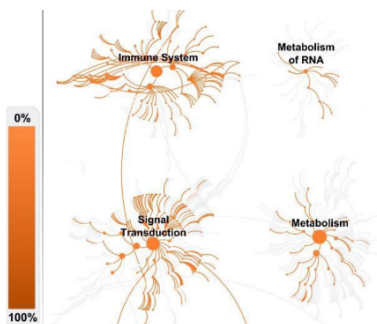 Immune System
Metabolism
of RNA
0%
Signal
Transduction
Metabolism
100%